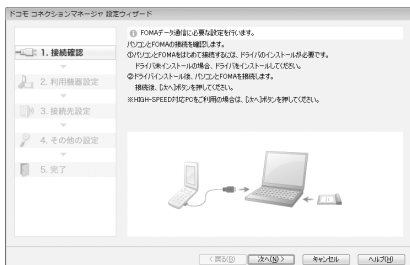 ドコモ コネクションマネージャ 設定ウィザード
1. 接続確認
2. 利用機器設定
3. 接続先設定
4. その他の設定
5. 完了
FOMAデータ通信に必要な設定を行います。
パソコンとFOMAの接続を確認します。
①パソコンとFOMAをはじめて接続するには、ドライバのインストールが必要です。
ドライバ未インストールの場合、ドライバをインストールしてください。
②ドライバインストール後、パソコンとFOMAを接続します。
接続後、[次へ]ボタンを押してください。
※HIGH-SPEED対応PCをご利用の場合は、[次へ]ボタンを押してください。
< 戻る(B)
次へ(N) >
キャンセル
ヘルプ(H)